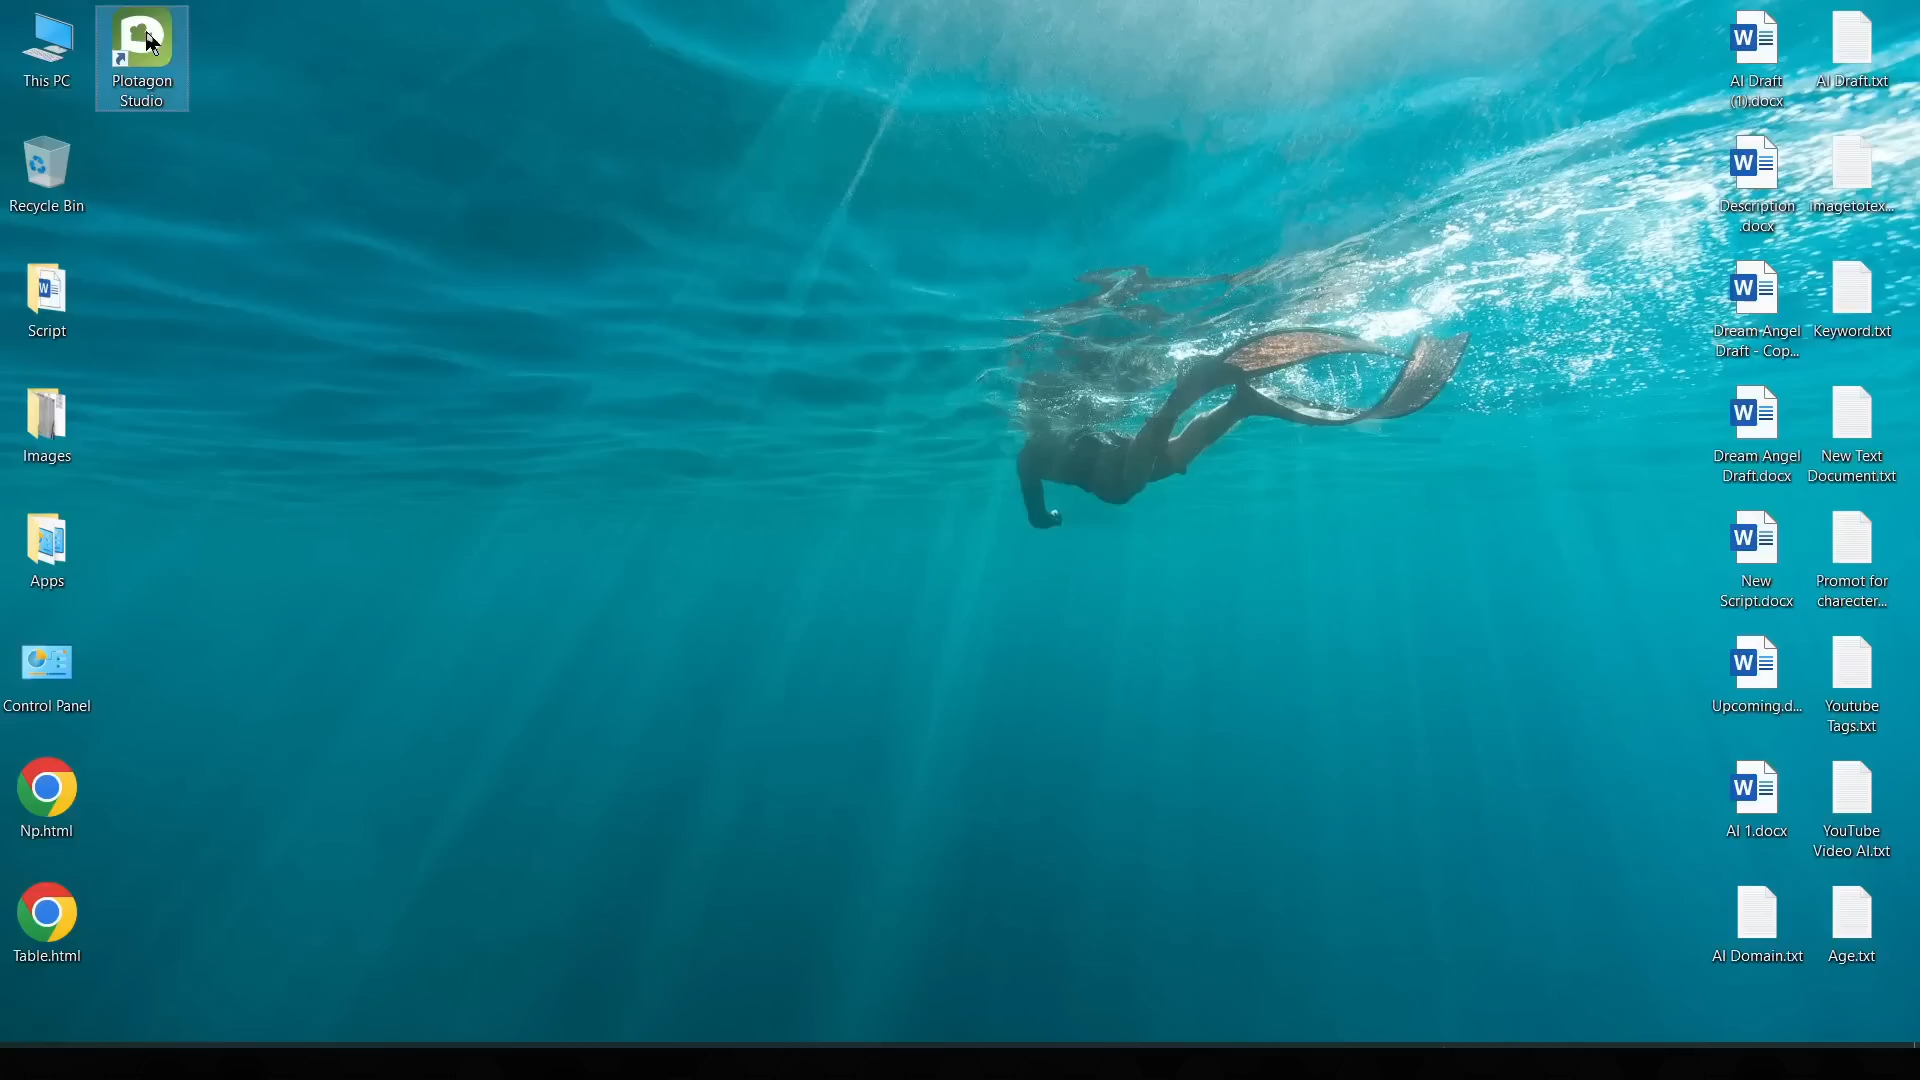 This PC
Plotagon
Studio
Recycle Bin
Script
Images
Apps
Control Panel
Np.html
Table.html
AI Draft
(1).docx
AI Draft.txt
Description
.docx
imagetotex...
Dream Angel
Draft - Cop...
Keyword.txt
Dream Angel
Draft.docx
New Text
Document.txt
New
Script.docx
Promot for
charecter...
Upcoming.d...
Youtube
Tags.txt
AI 1.docx
YouTube
Video AI.txt
AI Domain.txt
Age.txt